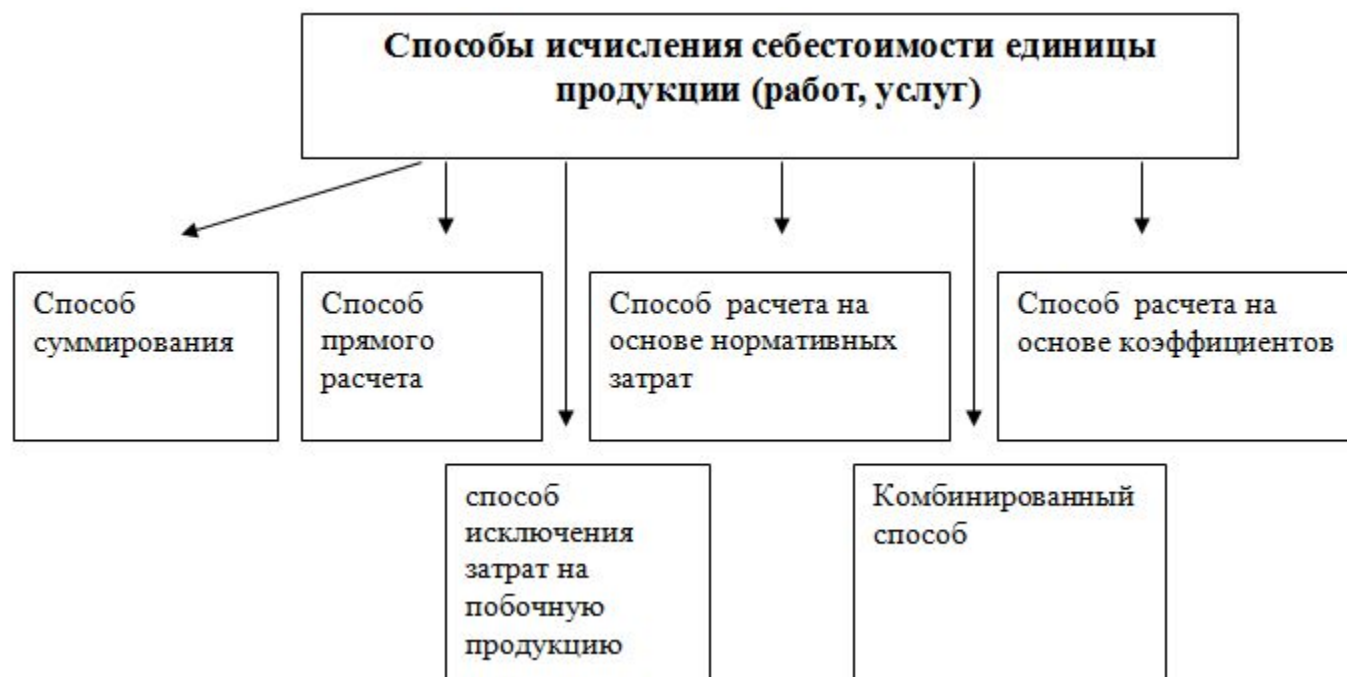 Способы исчисления себестоимости единицы
продукции (работ, услуг)
Способ
суммирования
Способ
прямого
расчета
Способ расчета на
основе нормативных
затрат
Способ расчета на
основе коэффициентов
способ
исключения
затрат на
побочную
продукцию
Комбинированный
способ